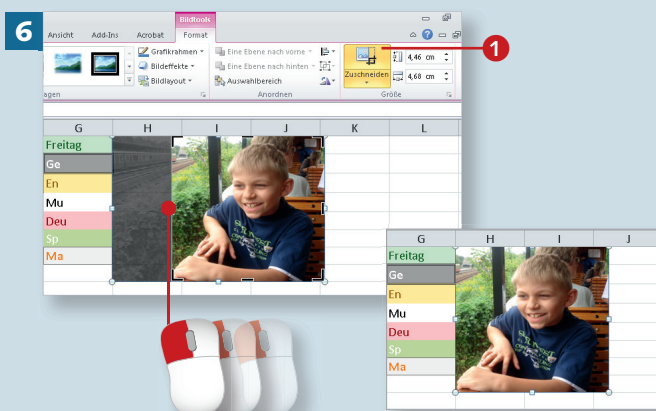 6
Bildtools
Ansicht Add-Ins Acrobat Format
Grafikrahmen Eine Ebene nach vorne 4,46 cm
Bildeffekte Eine Ebene nach hinten
Zuschneiden 4,68 cm
Bildlayout Auswahlbereich
agen Anordnen Größe
1
G H I J K L
Freitag
Ge
En
Mu
Deu
Sp
Ma
G H I J
Freitag
Ge
En
Mu
Deu
Sp
Ma